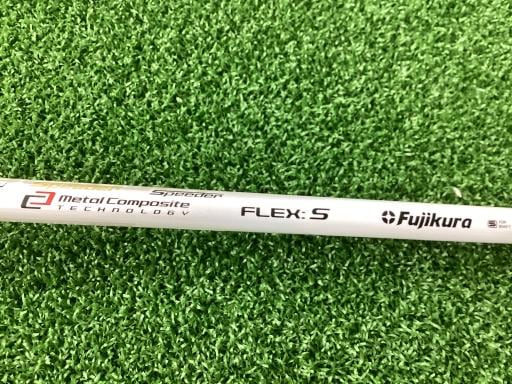 Speeder
Metal Composite
TECHNOLOGY
FLEX: S
Fujikura